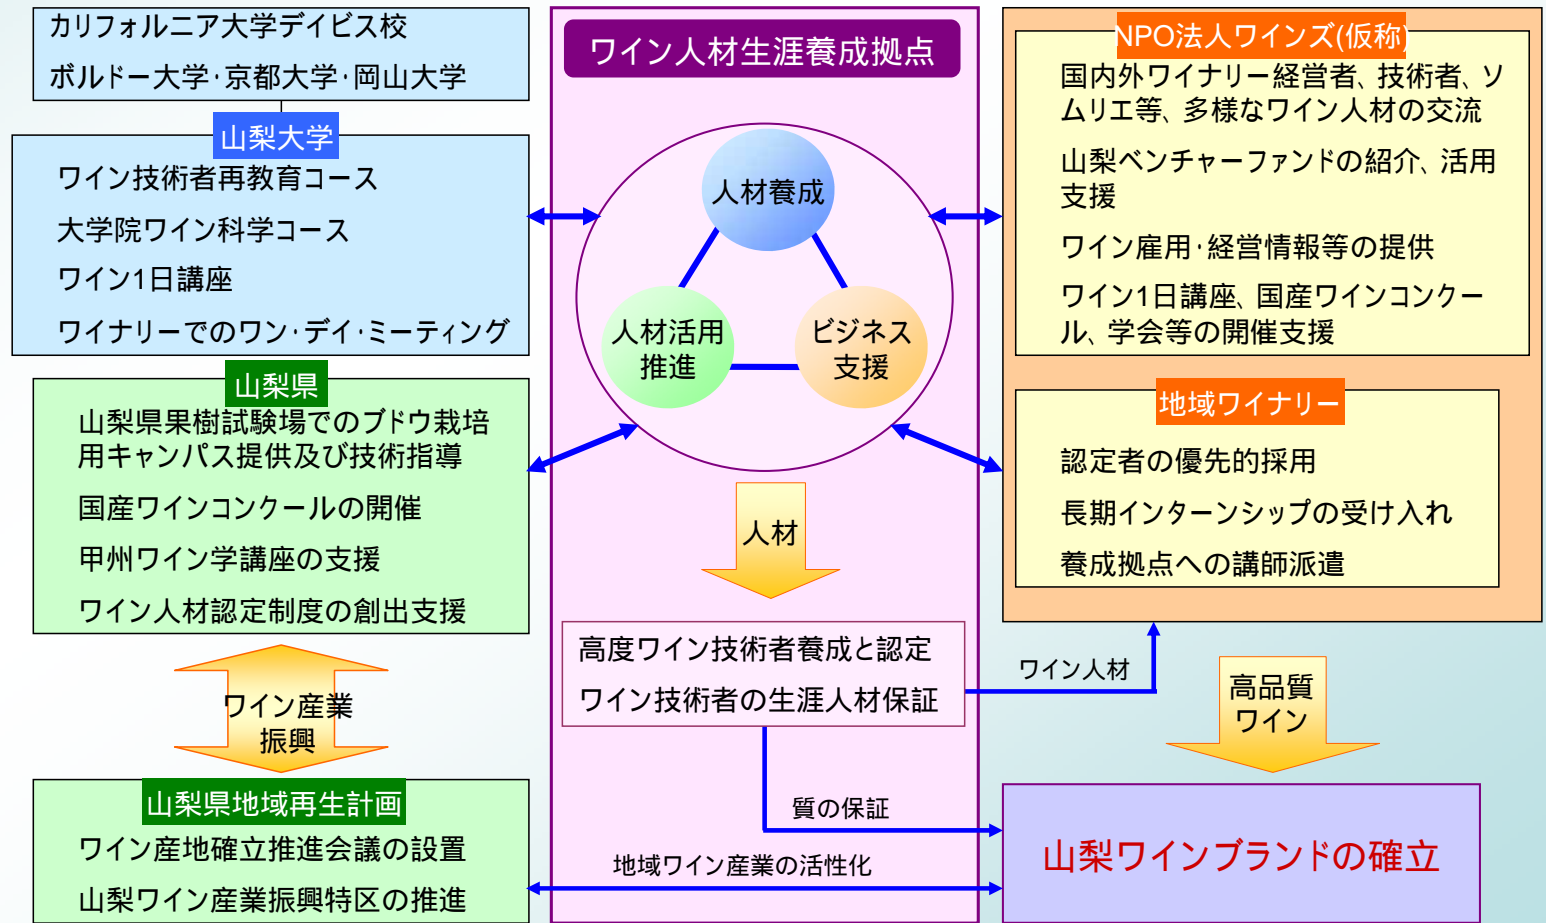 カリフォルニア大学デイビス校
ボルドー大学･京都大学･岡山大学
山梨大学
ワイン技術者再教育コース
大学院ワイン科学コース
ワイン1日講座
ワイナリーでのワン･デイ･ミーティング
山梨県
山梨県果樹試験場でのブドウ栽培
用キャンパス提供及び技術指導
国産ワインコンクールの開催
甲州ワイン学講座の支援
ワイン人材認定制度の創出支援
ワイン産業
振興
山梨県地域再生計画
ワイン産地確立推進会議の設置
山梨ワイン産業振興特区の推進
ワイン人材生涯養成拠点
人材養成
人材活用
推進
ビジネス
支援
人材
高度ワイン技術者養成と認定
ワイン技術者の生涯人材保証
ワイン人材
質の保証
地域ワイン産業の活性化
NPO法人ワインズ(仮称)
国内外ワイナリー経営者、技術者、ソ
ムリエ等、多様なワイン人材の交流
山梨ベンチャーファンドの紹介、活用
支援
ワイン雇用･経営情報等の提供
ワイン1日講座、国産ワインコンクー
ル、学会等の開催支援
地域ワイナリー
認定者の優先的採用
長期インターンシップの受け入れ
養成拠点への講師派遣
高品質
ワイン
山梨ワインブランドの確立